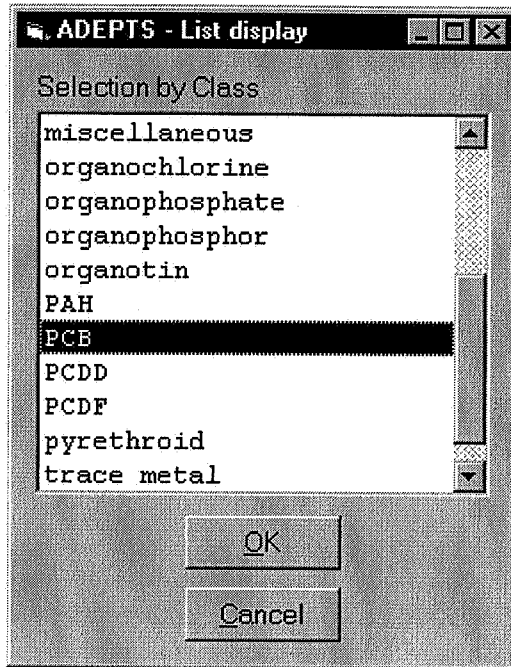 ADEPTS - List display
Selection by Class
miscellaneous
organochlorine
organophosphate
organophosphor
organotin
PAH
PCB
PCDD
PCDF
pyrethroid
trace metal
OK
Cancel